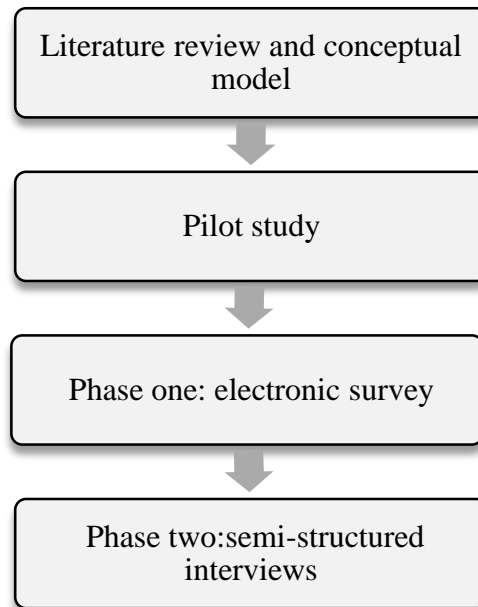 Literature review and conceptual
model
Pilot study
Phase one: electronic survey
Phase two:semi-structured
interviews